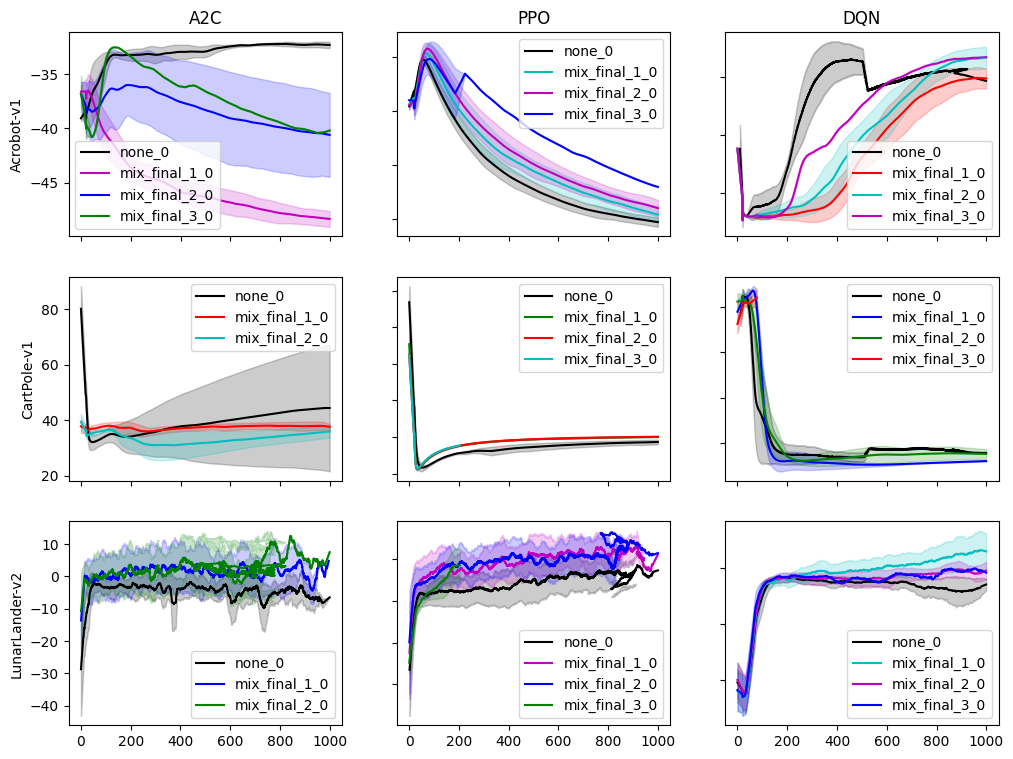 A2C
PPO
DQN
Acrobot-v1
−35
−40
−45
none_0
mix_final_1_0
mix_final_2_0
mix_final_3_0
none_0
mix_final_1_0
mix_final_2_0
mix_final_3_0
none_0
mix_final_1_0
mix_final_2_0
mix_final_3_0
CartPole-v1
80
60
40
20
none_0
mix_final_1_0
mix_final_2_0
none_0
mix_final_1_0
mix_final_2_0
mix_final_3_0
none_0
mix_final_1_0
mix_final_2_0
mix_final_3_0
LunarLander-v2
10
0
−10
−20
−30
−40
none_0
mix_final_1_0
mix_final_2_0
none_0
mix_final_1_0
mix_final_2_0
mix_final_3_0
none_0
mix_final_1_0
mix_final_2_0
mix_final_3_0
0 200 400 600 800 1000
0 200 400 600 800 1000
0 200 400 600 800 1000